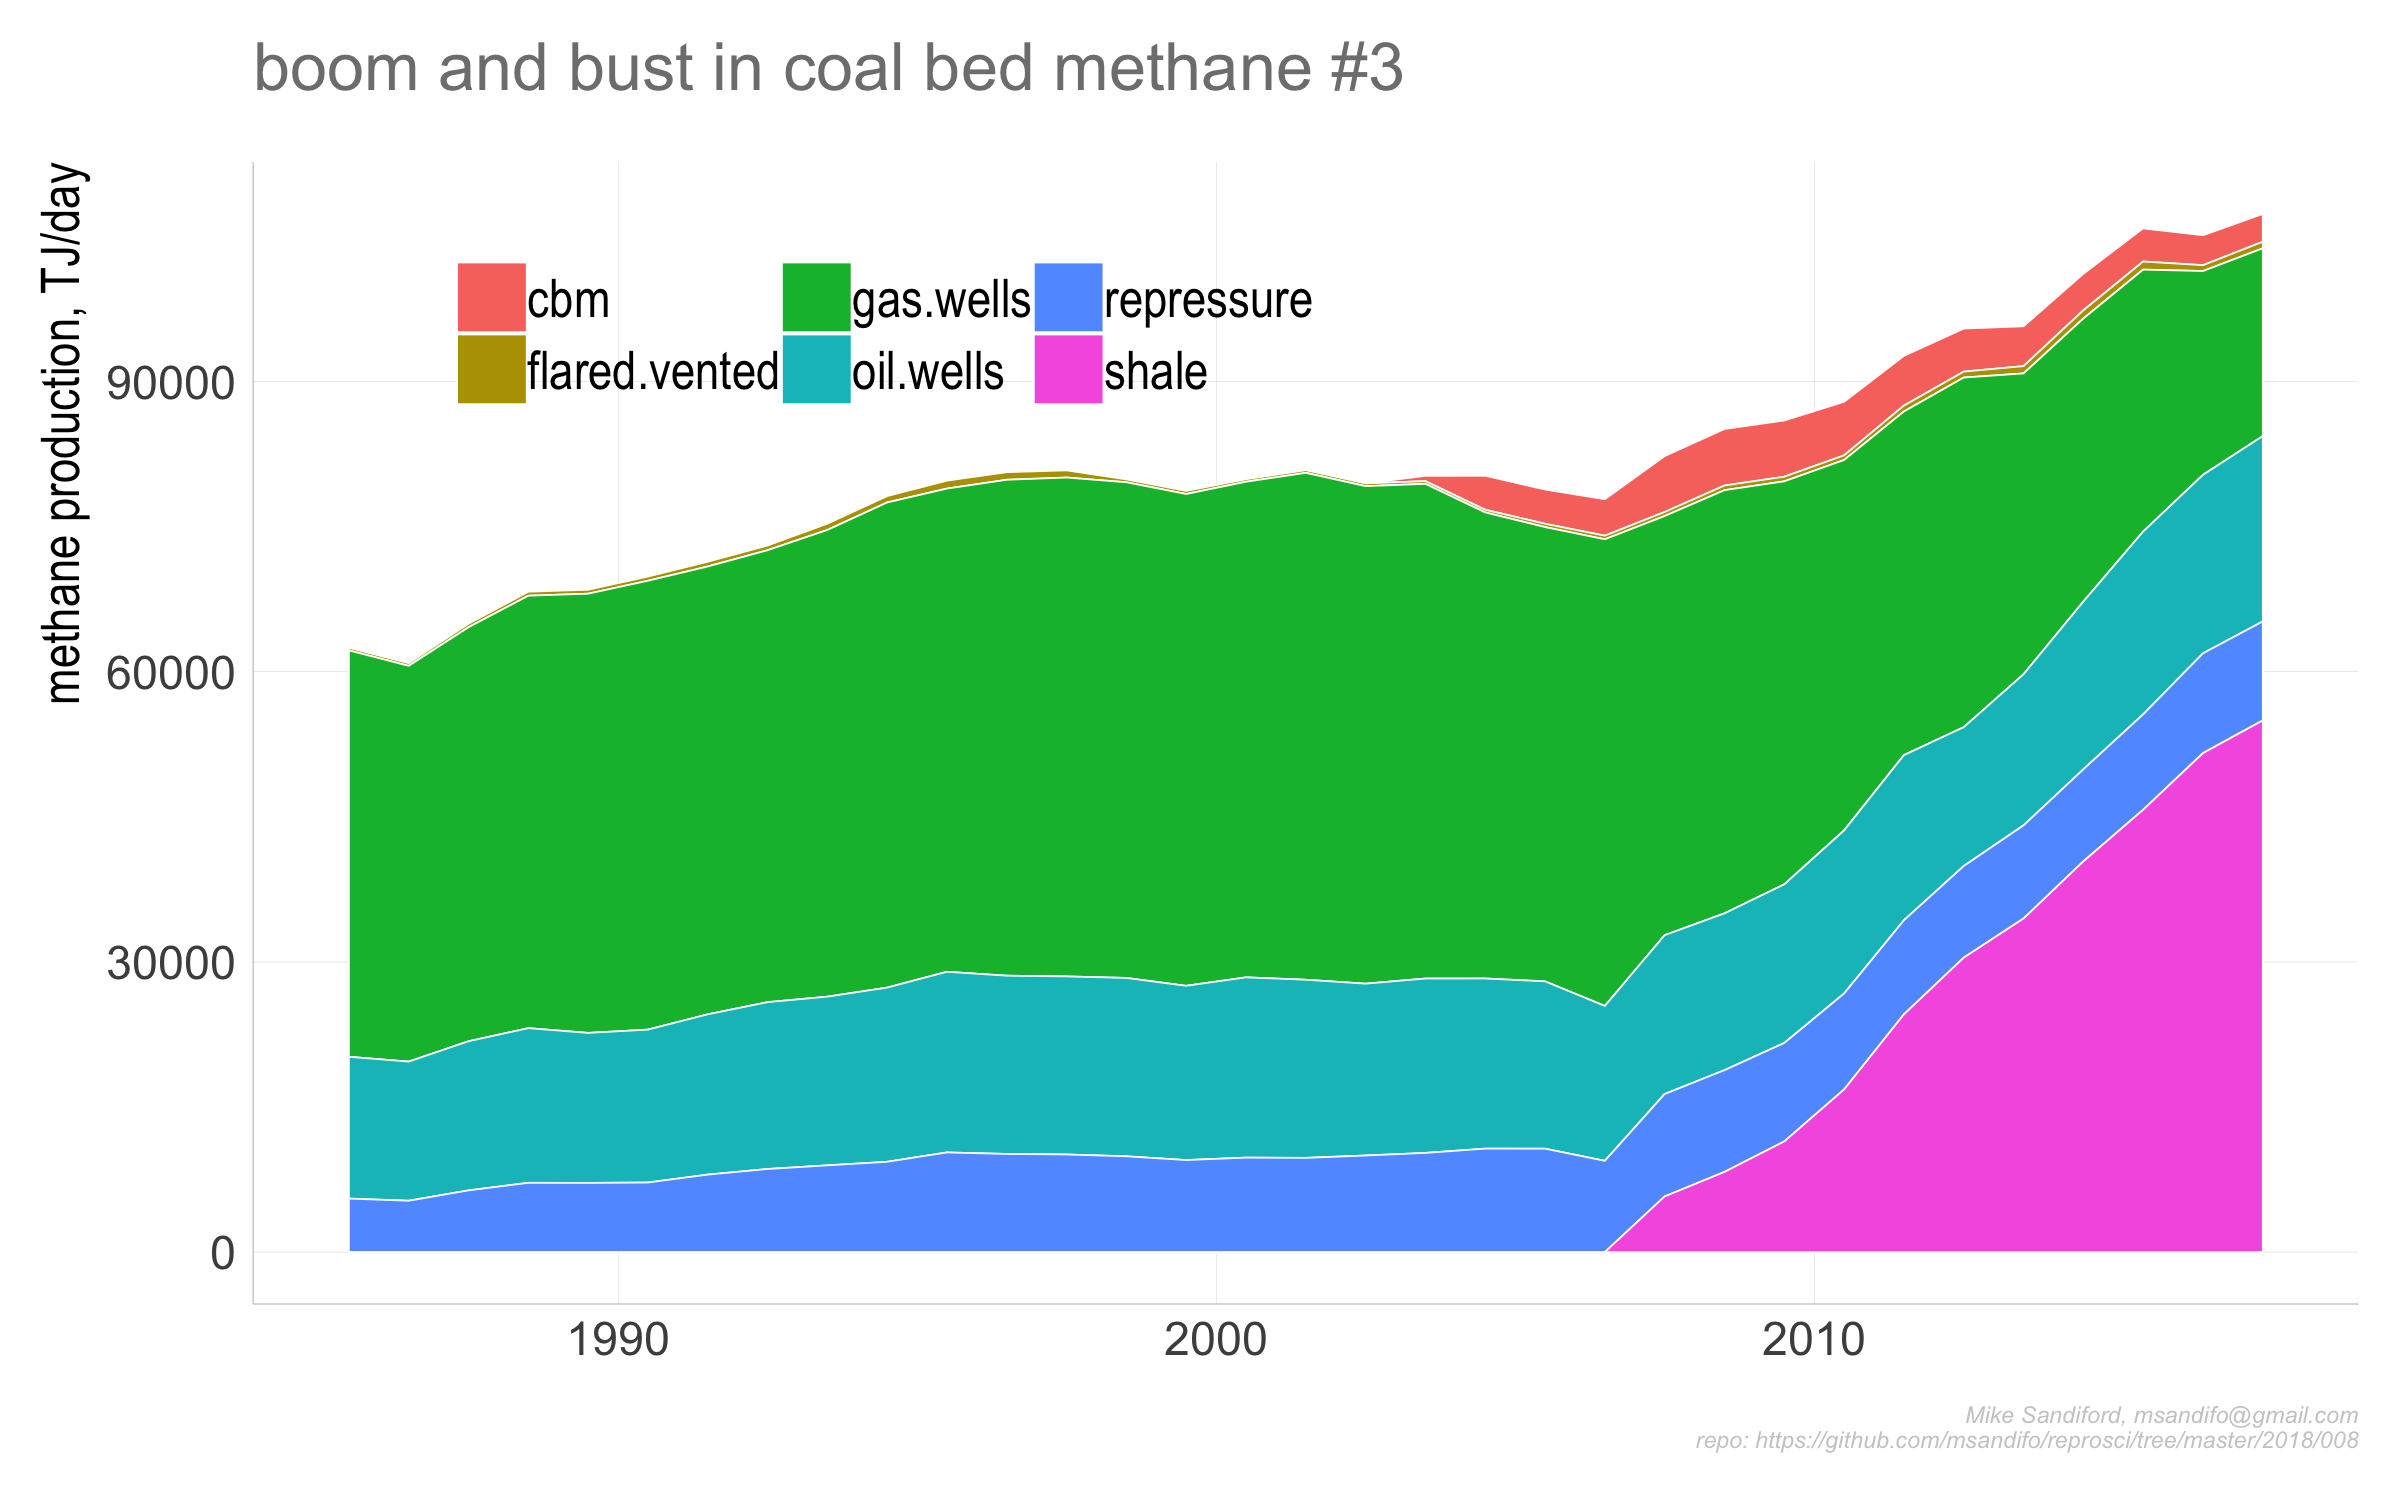 boom and bust in coal bed methane #3
methane production, TJ/day
cbm
gas.wells
repressure
flared.vented
oil.wells
shale
90000
60000
30000
0
1990
2000
2010
Mike Sandiford, msandifo@gmail.com
repo: https://github.com/msandifo/reprosci/tree/master/2018/008